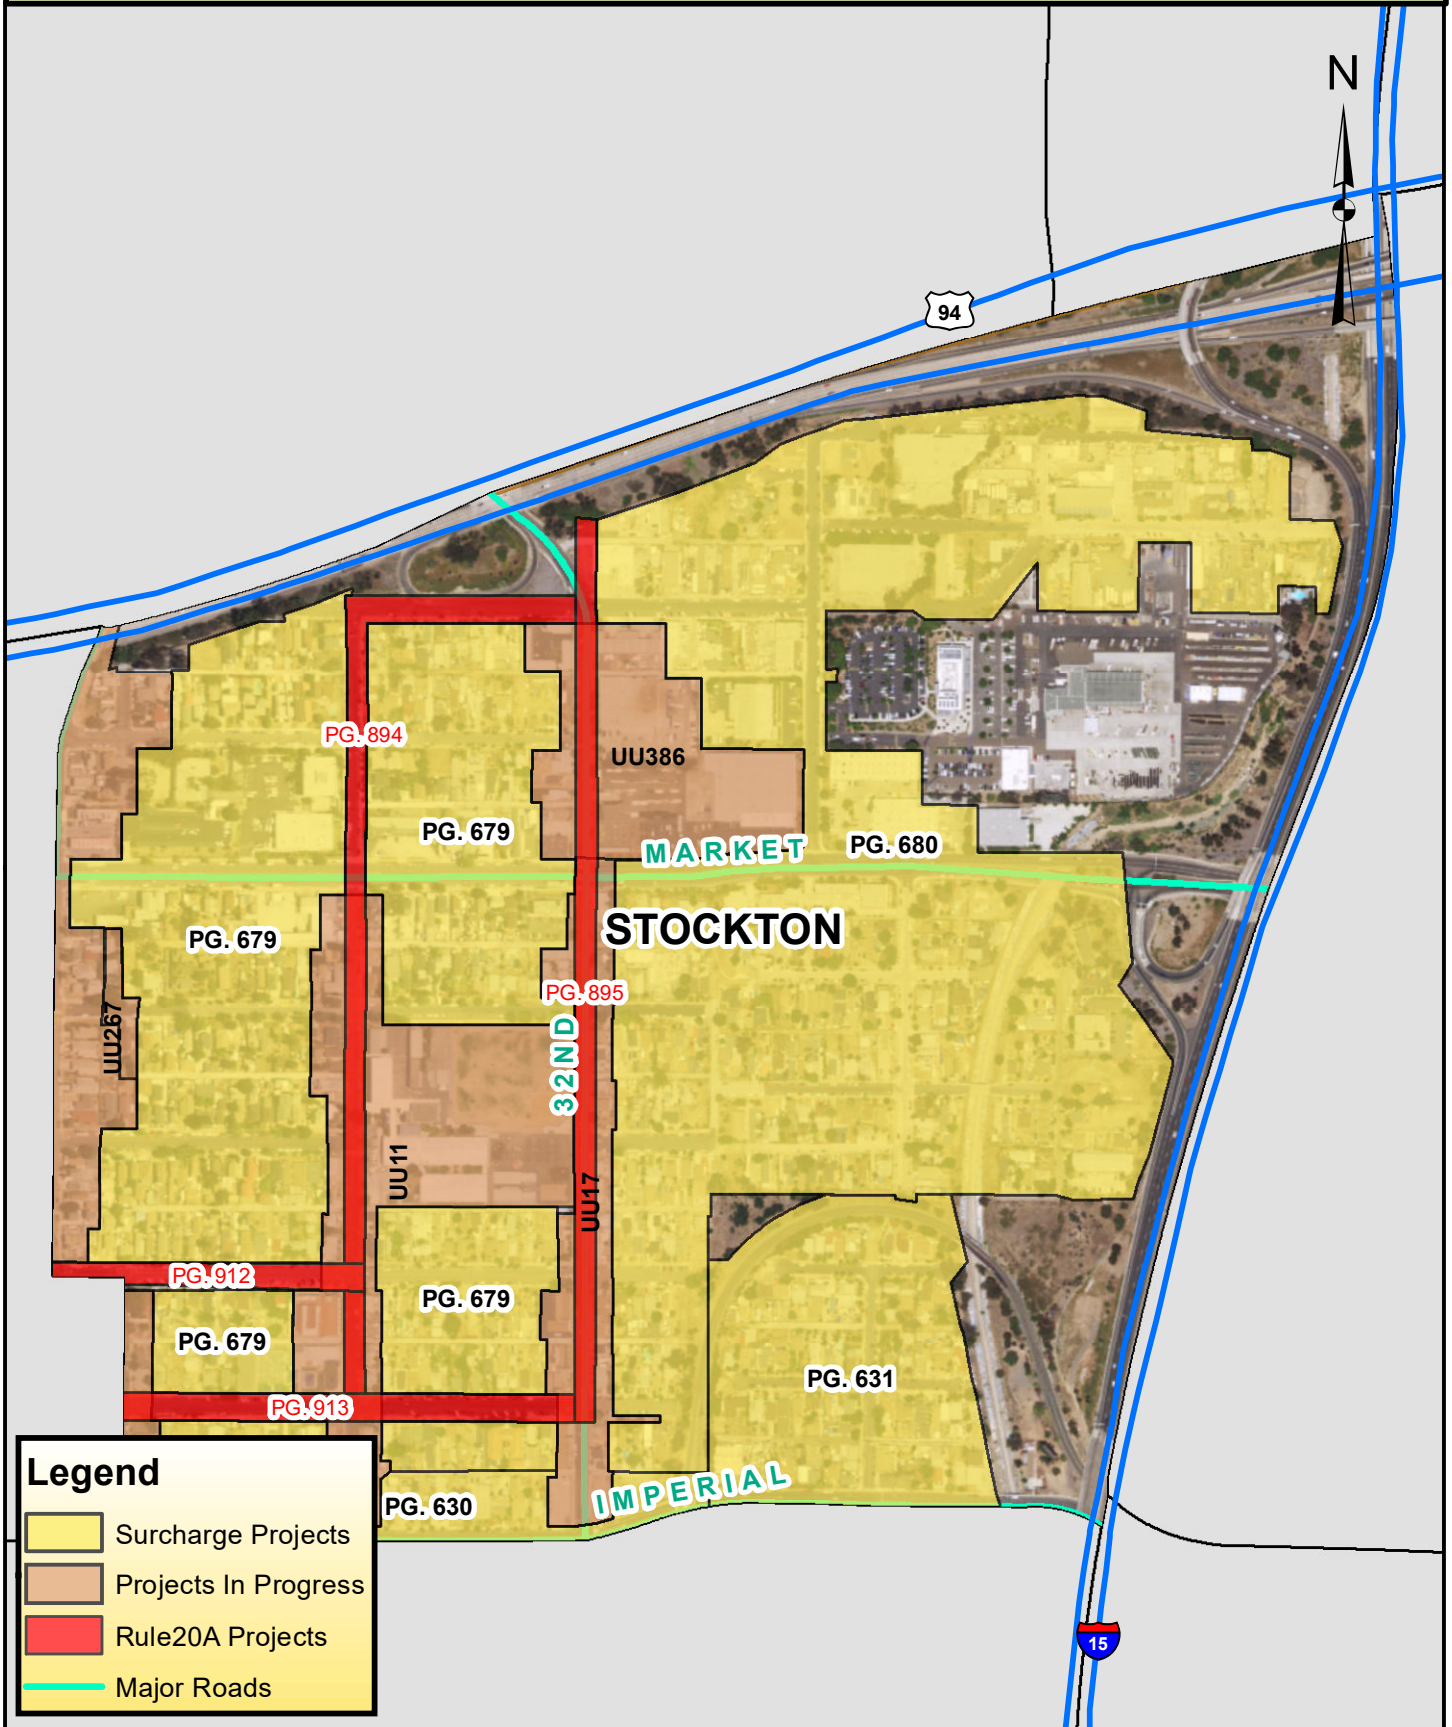 N
94
PG. 894
UU386
PG. 679
MARKET
PG. 680
STOCKTON
PG. 679
PG. 895
UU267
32ND
UU11
UU17
PG. 912
PG. 679
PG. 679
PG. 631
PG. 913
IMPERIAL
PG. 630
Legend
Surcharge Projects
Projects In Progress
Rule20A Projects
Major Roads
15